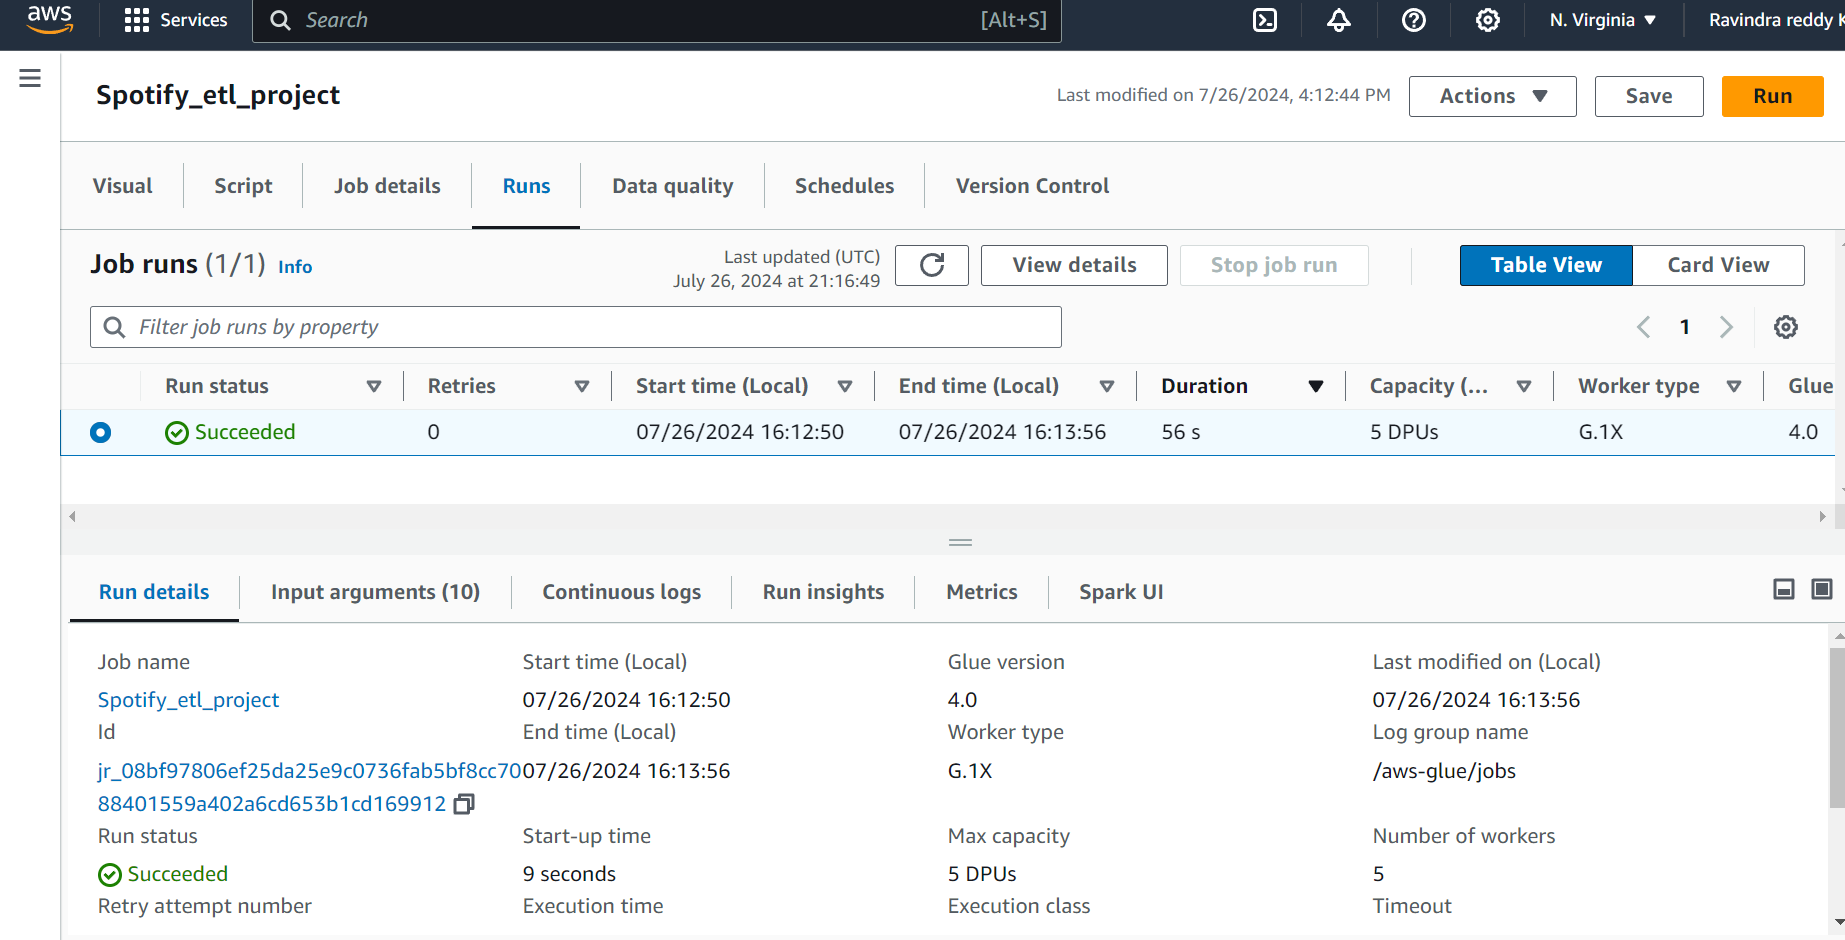 aws Services Search [Alt+S] N. Virginia Ravindra reddy K
Spotify_etl_project Last modified on 7/26/2024, 4:12:44 PM Actions Save Run
Visual Script Job details Runs Data quality Schedules Version Control
Job runs (1/1) Info Last updated (UTC) View details Stop job run Table View Card View
July 26, 2024 at 21:16:49
Filter job runs by property 1
Run status Retries Start time (Local) End time (Local) Duration Capacity (... Worker type Glue
Succeeded 0 07/26/2024 16:12:50 07/26/2024 16:13:56 56 s 5 DPUs G.1X 4.0
Run details Input arguments (10) Continuous logs Run insights Metrics Spark UI
Job name Start time (Local) Glue version Last modified on (Local)
Spotify_etl_project 07/26/2024 16:12:50 4.0 07/26/2024 16:13:56
Id End time (Local) Worker type Log group name
jr_08bf97806ef25da25e9c0736fab5bf8cc70 07/26/2024 16:13:56 G.1X /aws-glue/jobs
88401559a402a6cd653b1cd169912
Run status Start-up time Max capacity Number of workers
Succeeded 9 seconds 5 DPUs 5
Retry attempt number Execution time Execution class Timeout